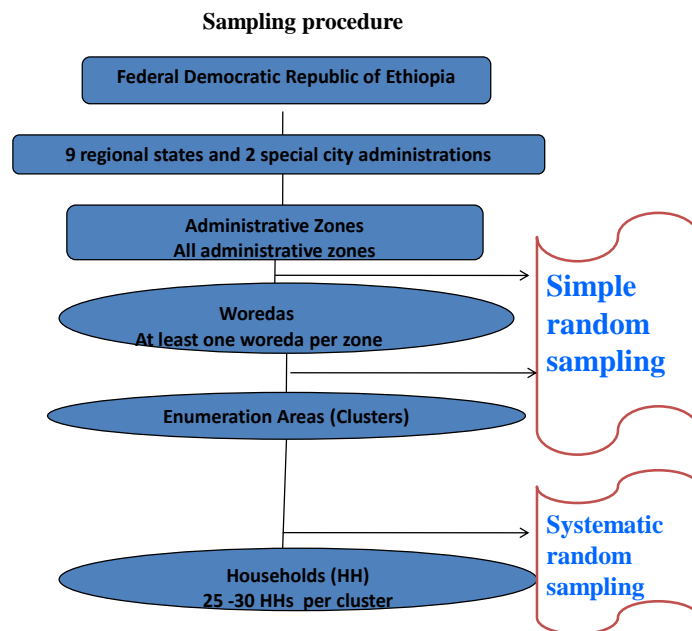 Sampling procedure
Federal Democratic Republic of Ethiopia
9 regional states and 2 special city administrations
Administrative Zones
All administrative zones
Woredas
At least one woreda per zone
Simple
random
sampling
Enumeration Areas (Clusters)
Systematic
random
sampling
Households (HH)
25 -30 HHs per cluster